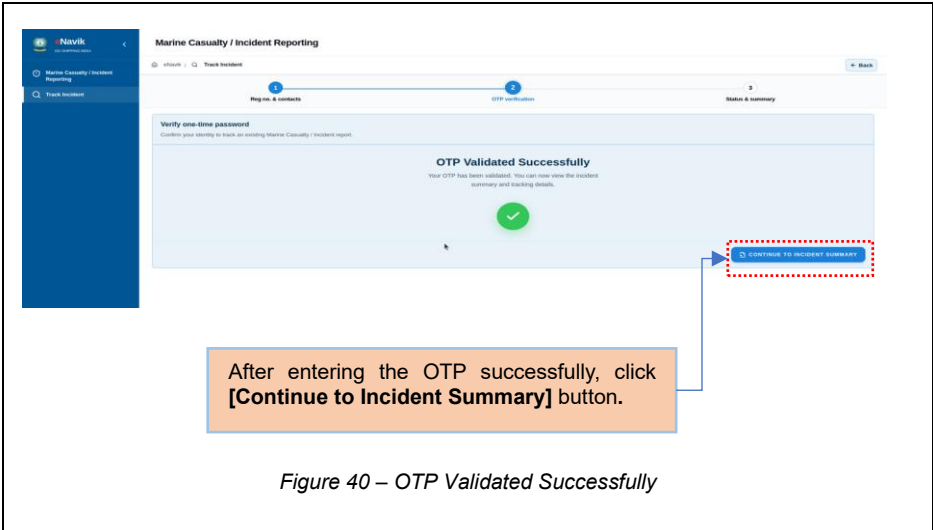 eNavik
Marine Casualty / Incident Reporting
Marine Casualty / Incident
Reporting
Track Incident
eNavik / Track Incident
← Back
1 2 3
Reg no. & contacts OTP verification Status & summary
Verify one-time password
Confirm your identity to track an existing Marine Casualty / Incident report.
OTP Validated Successfully
Your OTP has been validated. You can now view the incident
summary and tracking details.
CONTINUE TO INCIDENT SUMMARY
After entering the OTP successfully, click
[Continue to Incident Summary] button.
Figure 40 – OTP Validated Successfully